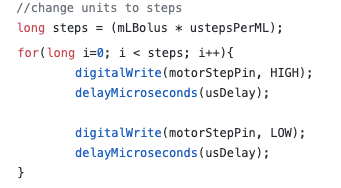 //change units to steps
long steps = (mLBolus * ustepsPerML);
for(long i=0; i < steps; i++){
digitalWrite(motorStepPin, HIGH);
delayMicroseconds(usDelay);
digitalWrite(motorStepPin, LOW);
delayMicroseconds(usDelay);
}